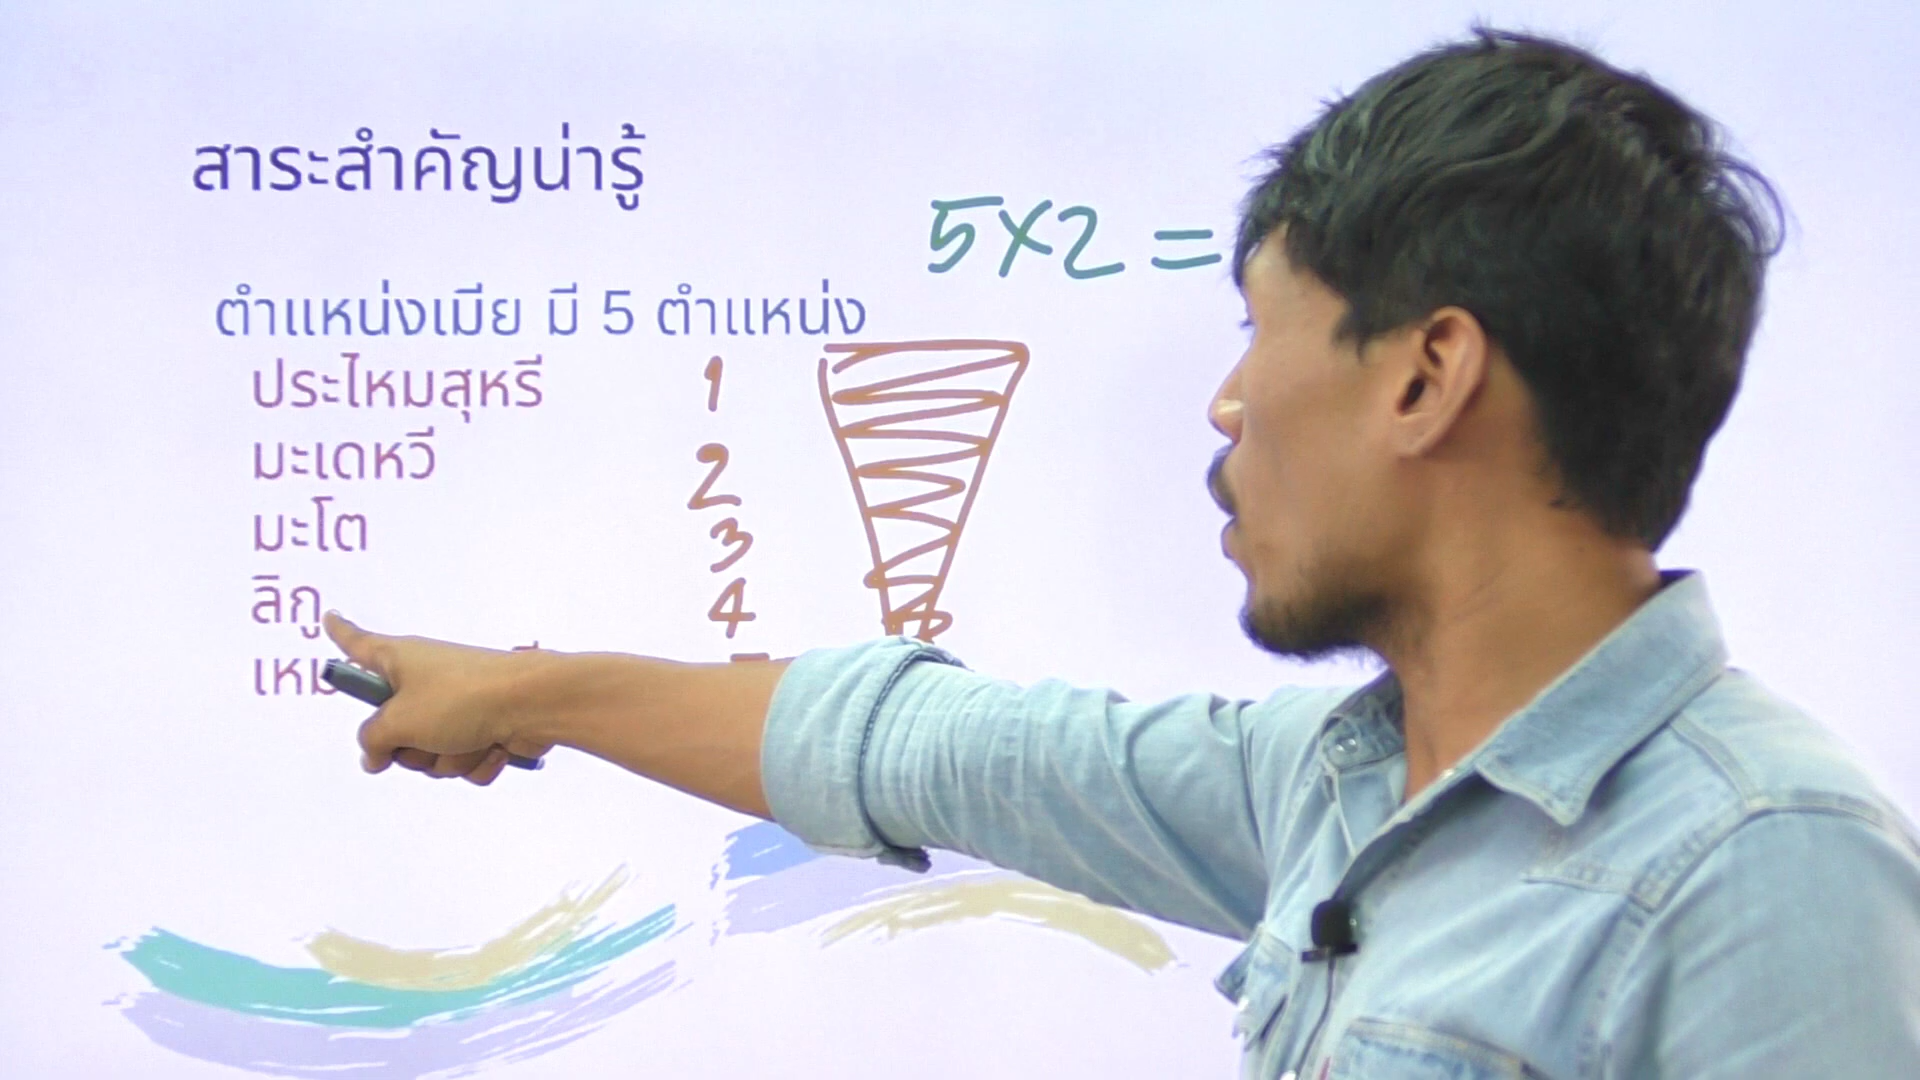 สาระสำคัญน่ารู้
5x2 =
ตำแหน่งเมีย มี 5 ตำแหน่ง
ประไหมสุหรี 1
มะเดหวี 2
มะโต 3
ลิกู 4